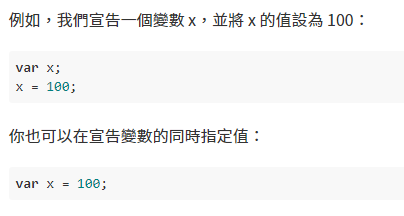 例如，我們宣告一個變數 x，並將 x 的值設為 100：
var x;
x = 100;
你也可以在宣告變數的同時指定值：
var x = 100;